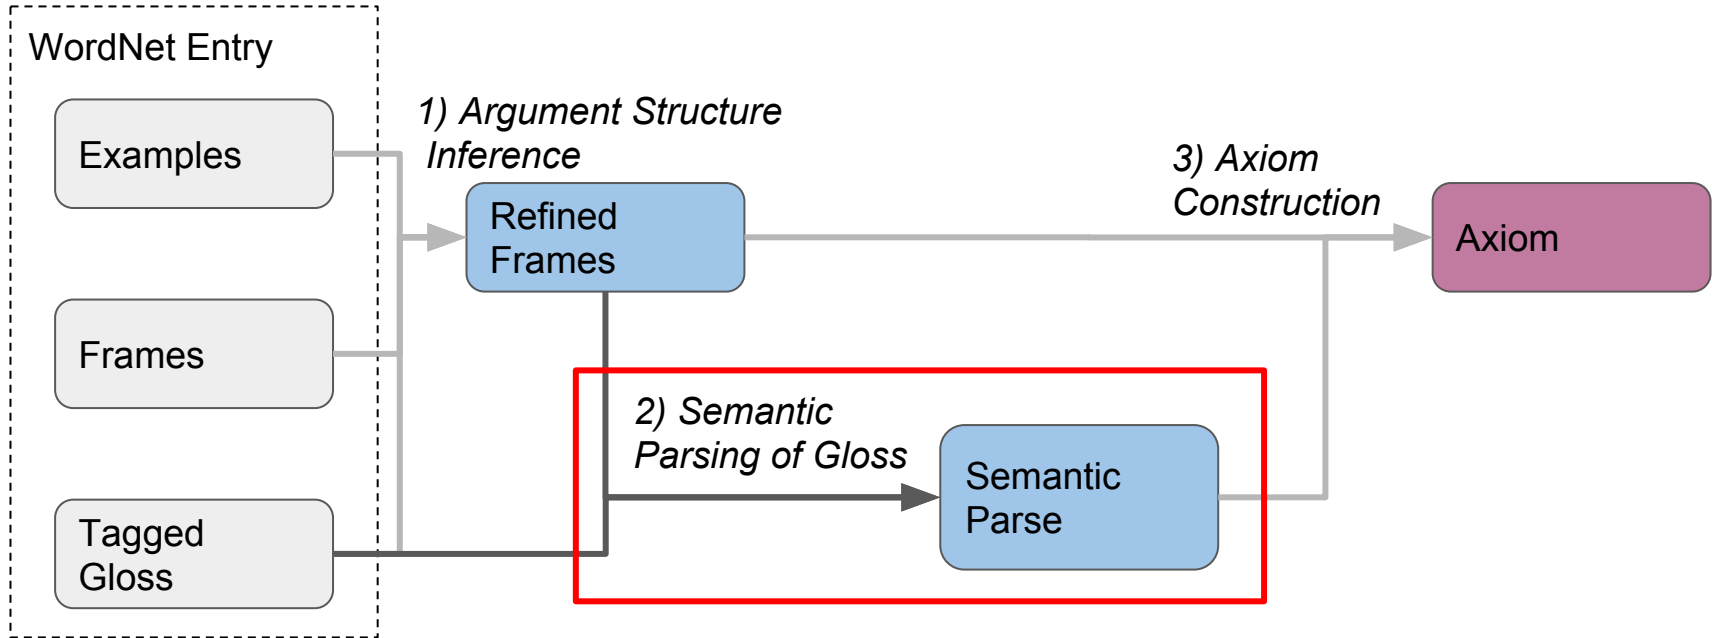 WordNet Entry
Examples
Frames
Tagged
Gloss
1) Argument Structure
Inference
Refined
Frames
2) Semantic
Parsing of Gloss
Semantic
Parse
3) Axiom
Construction
Axiom